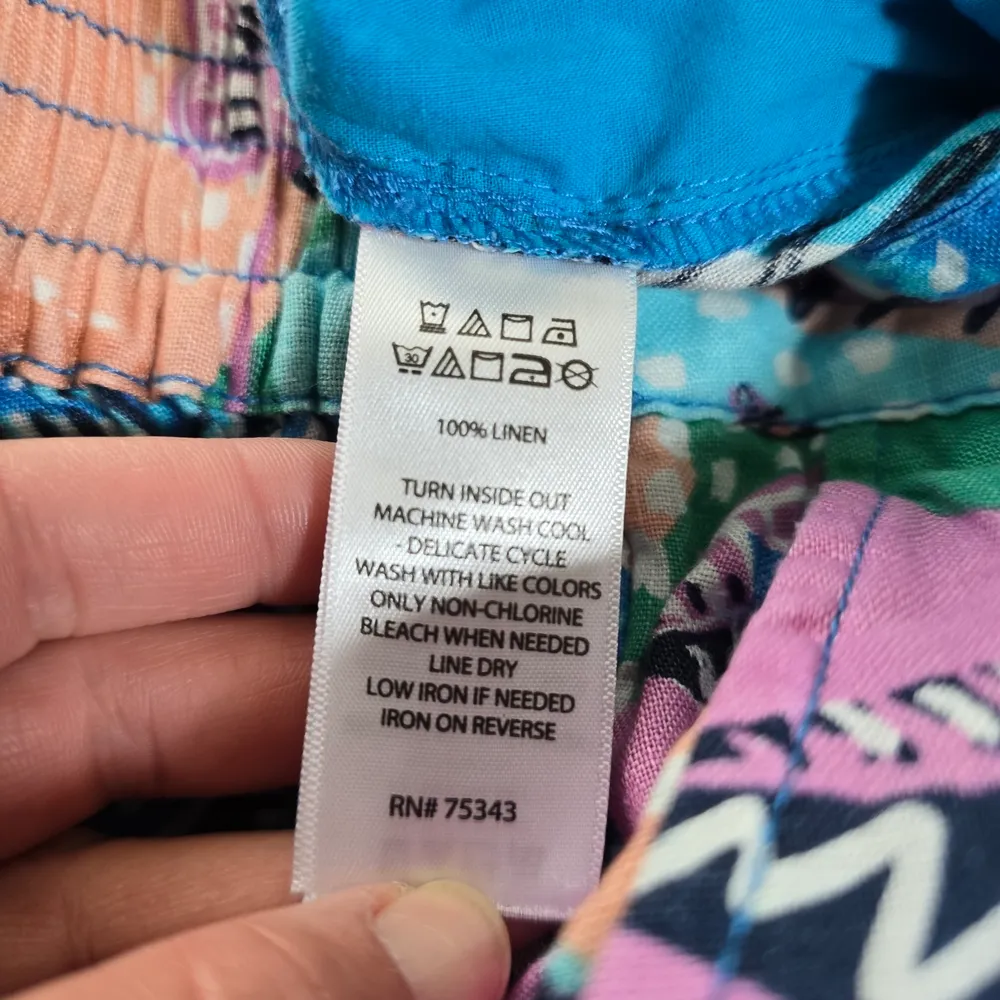 30
100% LINEN
TURN INSIDE OUT
MACHINE WASH COOL
- DELICATE CYCLE
WASH WITH LIKE COLORS
ONLY NON-CHLORINE
BLEACH WHEN NEEDED
LINE DRY
LOW IRON IF NEEDED
IRON ON REVERSE
RN# 75343